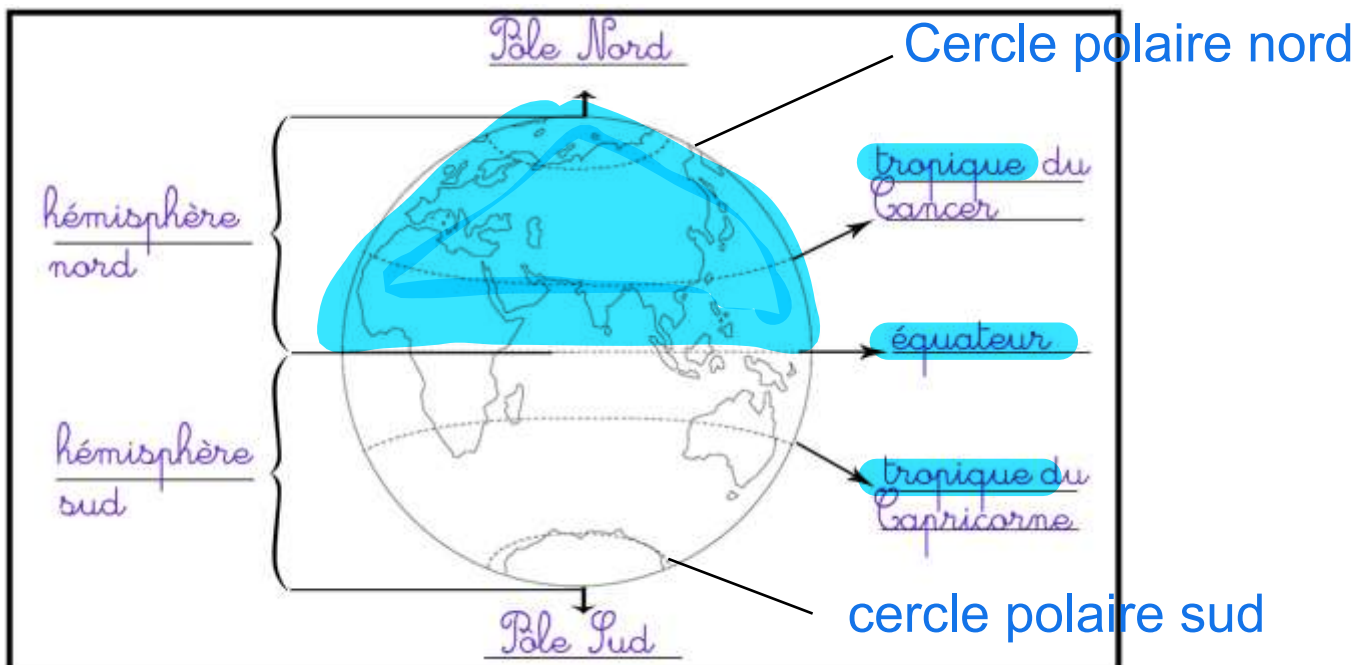 Pôle Nord
Cercle polaire nord
tropique du
Cancer
hémisphère
nord
équateur
hémisphère
sud
tropique du
Capricorne
cercle polaire sud
Pôle Sud